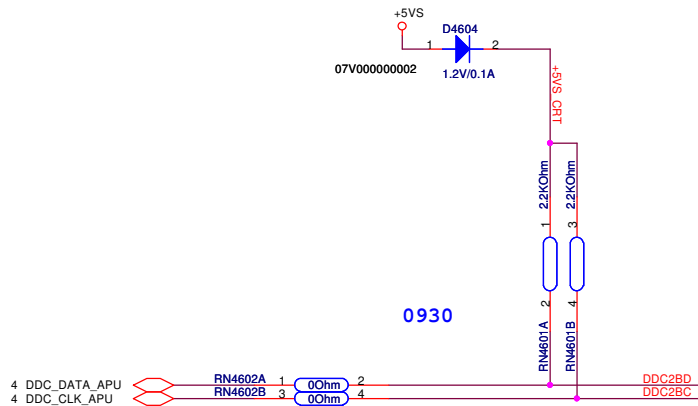 +5VS
D4604
1 2
07V000000002
1.2V/0.1A
+5VS_CRT
2.2KOhm
2.2KOhm
1
3
0930
2
4
RN4601A
RN4601B
4 DDC_DATA_APU RN4602A 1 0Ohm 2 DDC2BD
4 DDC_CLK_APU RN4602B 3 0Ohm 4 DDC2BC